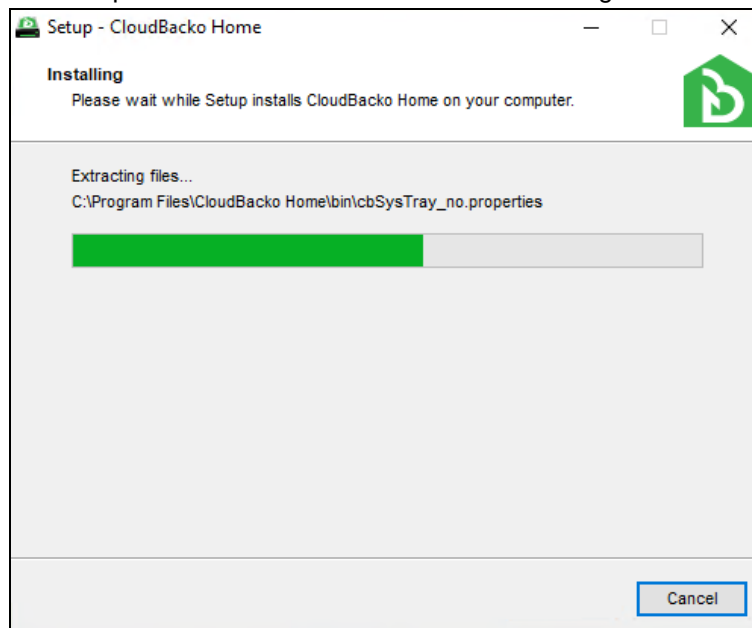 Setup - CloudBacko Home
Installing
Please wait while Setup installs CloudBacko Home on your computer.
Extracting files...
C:\Program Files\CloudBacko Home\bin\cbSysTray_no.properties
Cancel